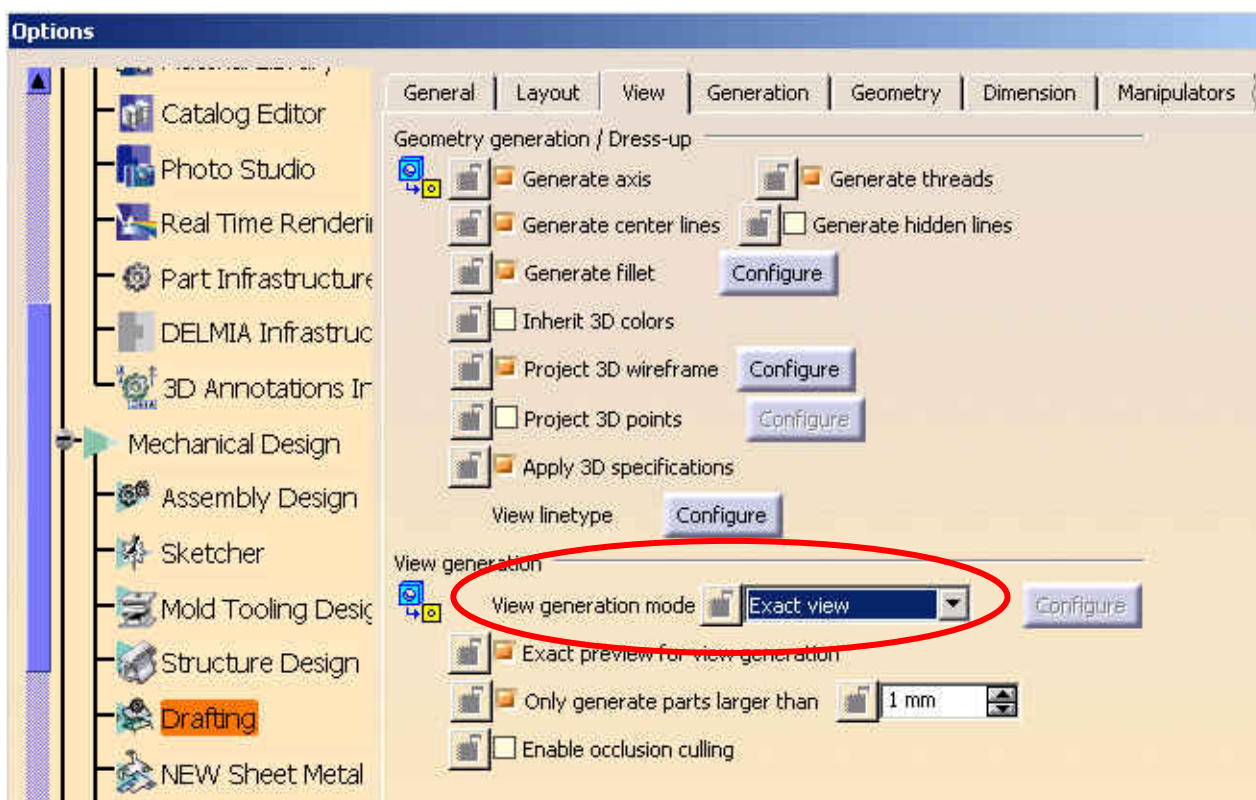 Options
Catalog Editor
Photo Studio
Real Time Renderi
Part Infrastructure
DELMIA Infrastruc
3D Annotations In
Mechanical Design
Assembly Design
Sketcher
Mold Tooling Desig
Structure Design
Drafting
NEW Sheet Metal
General Layout View Generation Geometry Dimension Manipulators
Geometry generation / Dress-up
Generate axis Generate threads
Generate center lines Generate hidden lines
Generate fillet Configure
Inherit 3D colors
Project 3D wireframe Configure
Project 3D points Configure
Apply 3D specifications
View linetype Configure
View generation
View generation mode Exact view Configure
Exact preview for view generation
Only generate parts larger than 1 mm
Enable occlusion culling